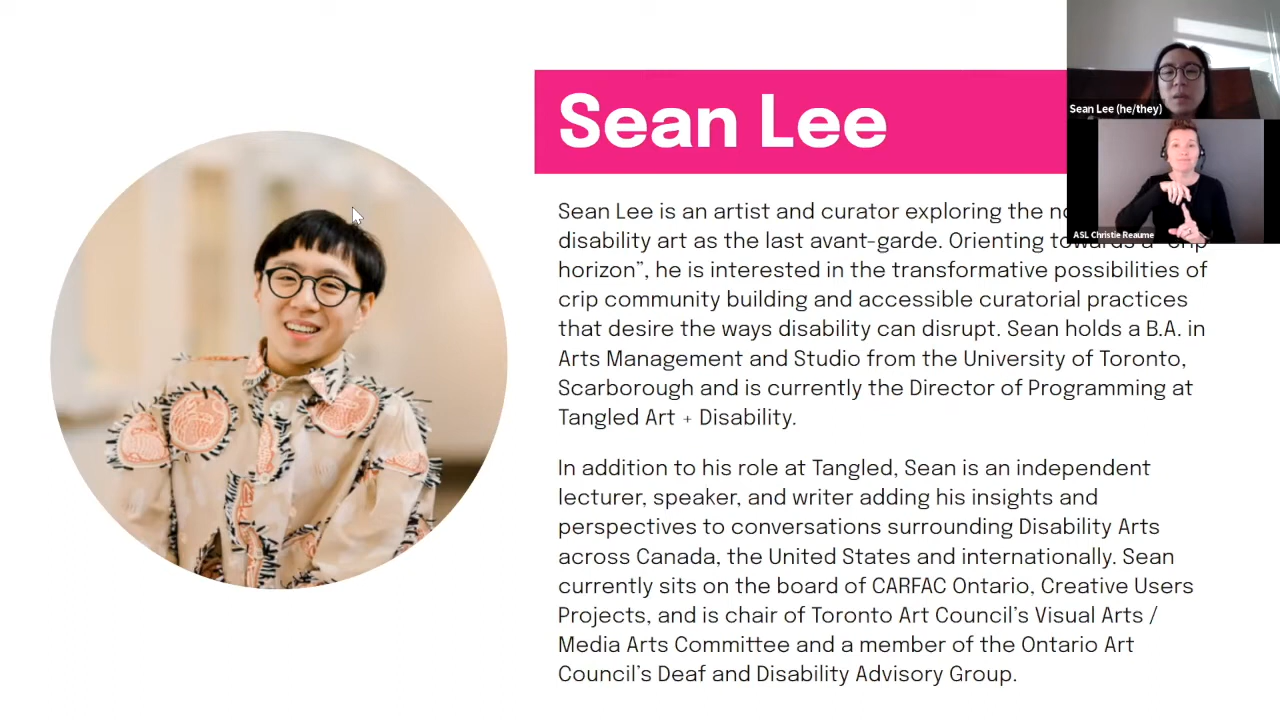 Sean Lee
Sean Lee (he/they)
Sean Lee is an artist and curator exploring the
ASL Christie Reaume
disability art as the last avant-garde. Orienting towards a "crip
horizon”, he is interested in the transformative possibilities of
crip community building and accessible curatorial practices
that desire the ways disability can disrupt. Sean holds a B.A. in
Arts Management and Studio from the University of Toronto,
Scarborough and is currently the Director of Programming at
Tangled Art + Disability.
In addition to his role at Tangled, Sean is an independent
lecturer, speaker, and writer adding his insights and
perspectives to conversations surrounding Disability Arts
across Canada, the United States and internationally. Sean
currently sits on the board of CARFAC Ontario, Creative Users
Projects, and is chair of Toronto Art Council’s Visual Arts /
Media Arts Committee and a member of the Ontario Art
Council’s Deaf and Disability Advisory Group.